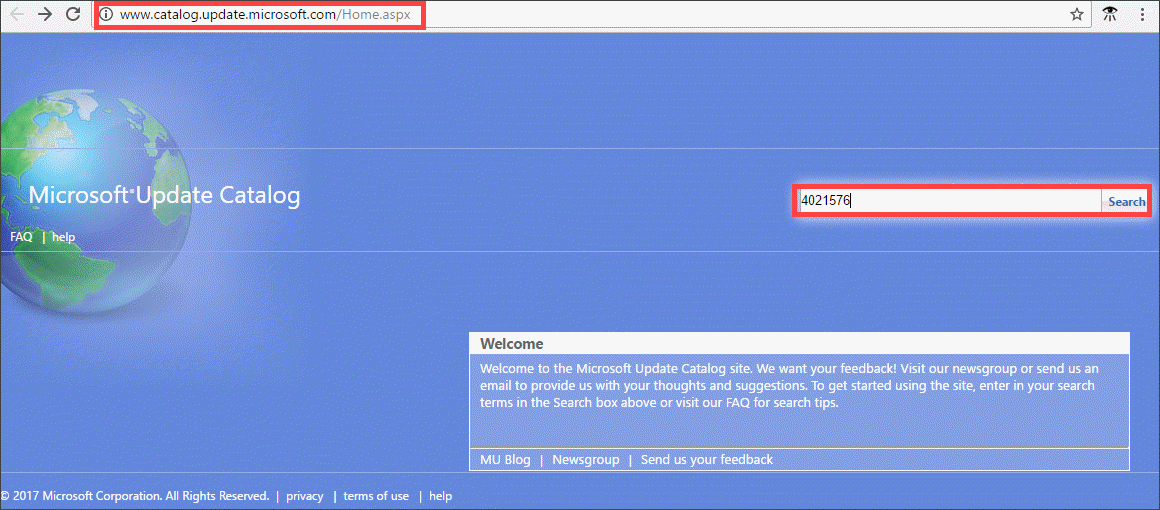 www.catalog.update.microsoft.com/Home.aspx
Microsoft® Update Catalog
4021576
Search
FAQ | help
Welcome
Welcome to the Microsoft Update Catalog site. We want your feedback! Visit our newsgroup or send us an
email to provide us with your thoughts and suggestions. To get started using the site, enter in your search
terms in the Search box above or visit our FAQ for search tips.
MU Blog | Newsgroup | Send us your feedback
© 2017 Microsoft Corporation. All Rights Reserved. | privacy | terms of use | help